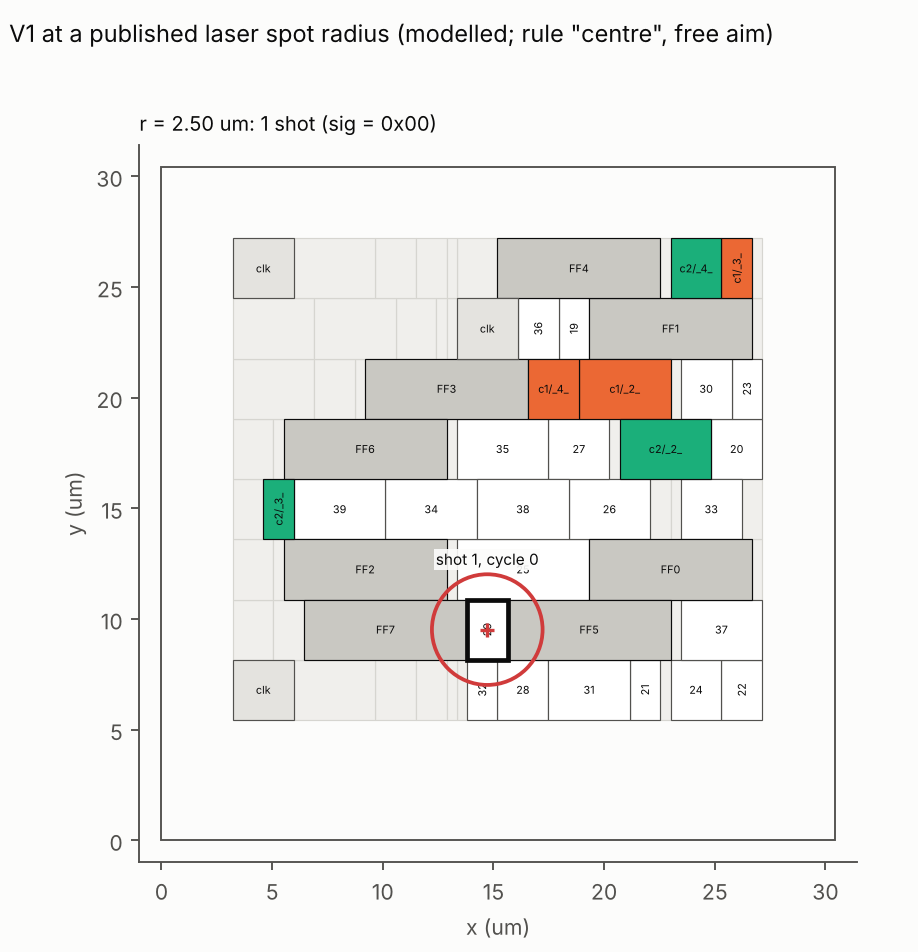 V1 at a published laser spot radius (modelled; rule "centre", free aim)
r = 2.50 um: 1 shot (sig = 0x00)
30
25
20
15
10
5
0
y (um)
clk
FF4
c2/_4_
c1/_3_
clk
36
19
FF1
FF3
c1/_4_
c1/_2_
30
23
FF6
35
27
c2/_2_
20
c2/_3_
39
34
38
26
33
FF2
shot 1, cycle 0
FF0
FF7
FF5
37
clk
32
28
31
21
24
22
0
5
10
15
20
25
30
x (um)